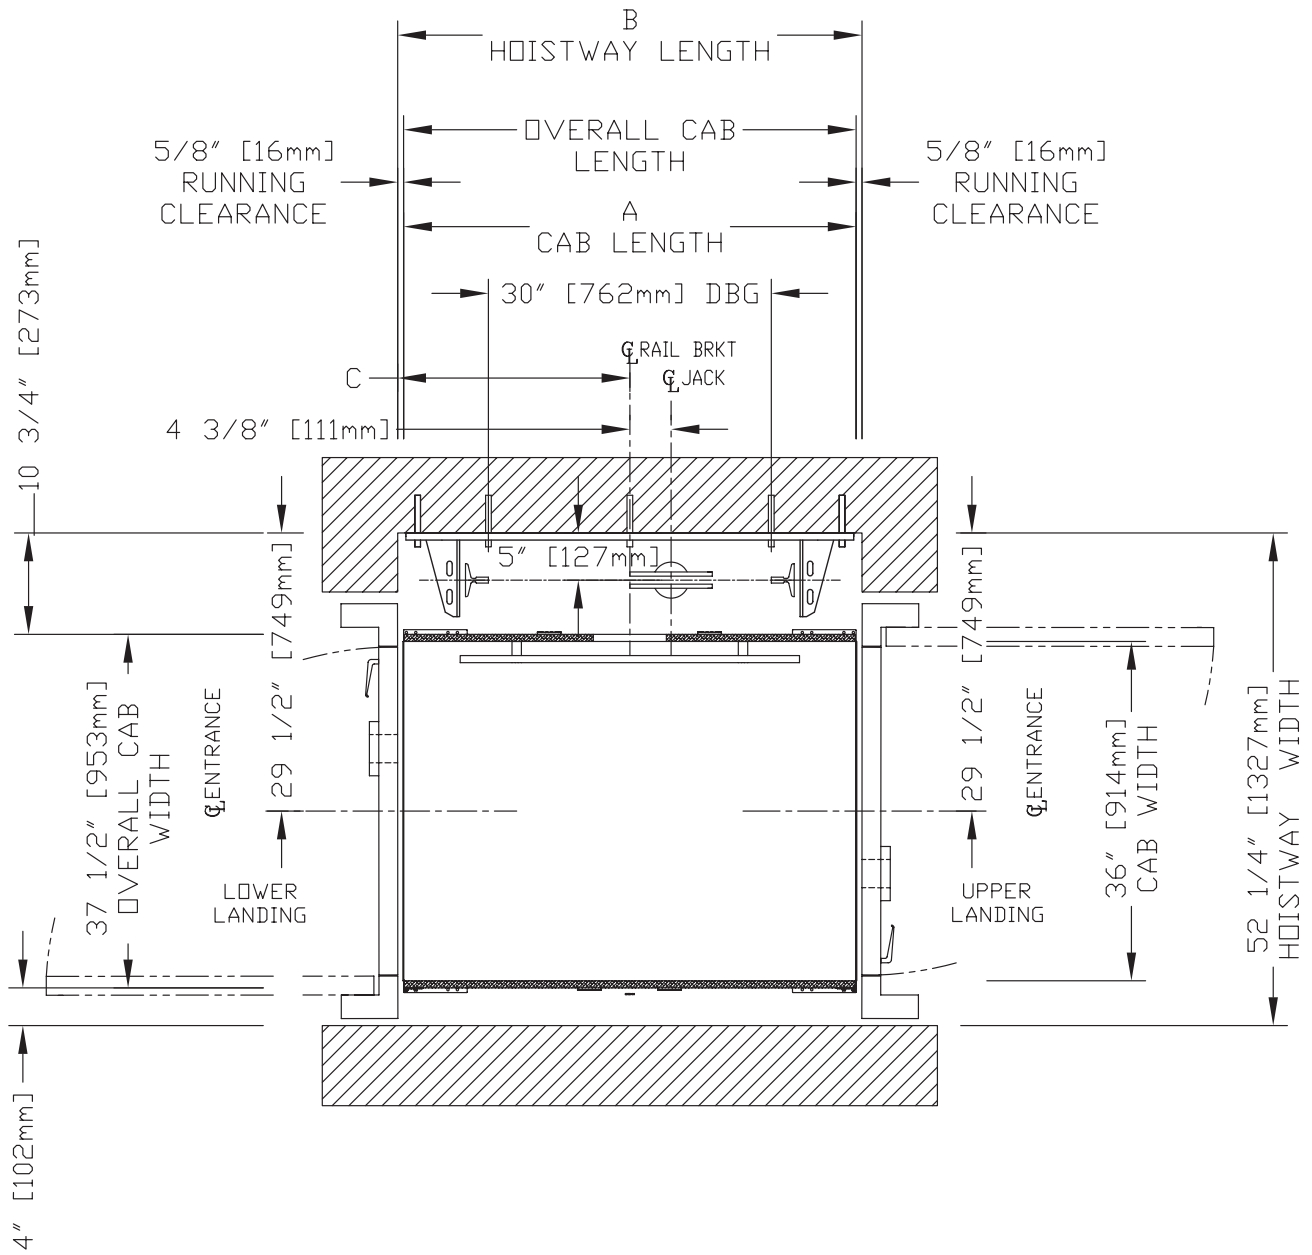 B
HOISTWAY LENGTH
OVERALL CAB
LENGTH
5/8" [16mm]
RUNNING
CLEARANCE
5/8" [16mm]
RUNNING
CLEARANCE
A
CAB LENGTH
30" [762mm] DBG
℄ RAIL BRKT
C
℄ JACK
4 3/8" [111mm]
10 3/4" [273mm]
5" [127mm]
29 1/2" [749mm]
29 1/2" [749mm]
37 1/2" [953mm]
OVERALL CAB
WIDTH
℄ ENTRANCE
℄ ENTRANCE
36" [914mm]
CAB WIDTH
52 1/4" [1327mm]
HOISTWAY WIDTH
LOWER
LANDING
UPPER
LANDING
4" [102mm]